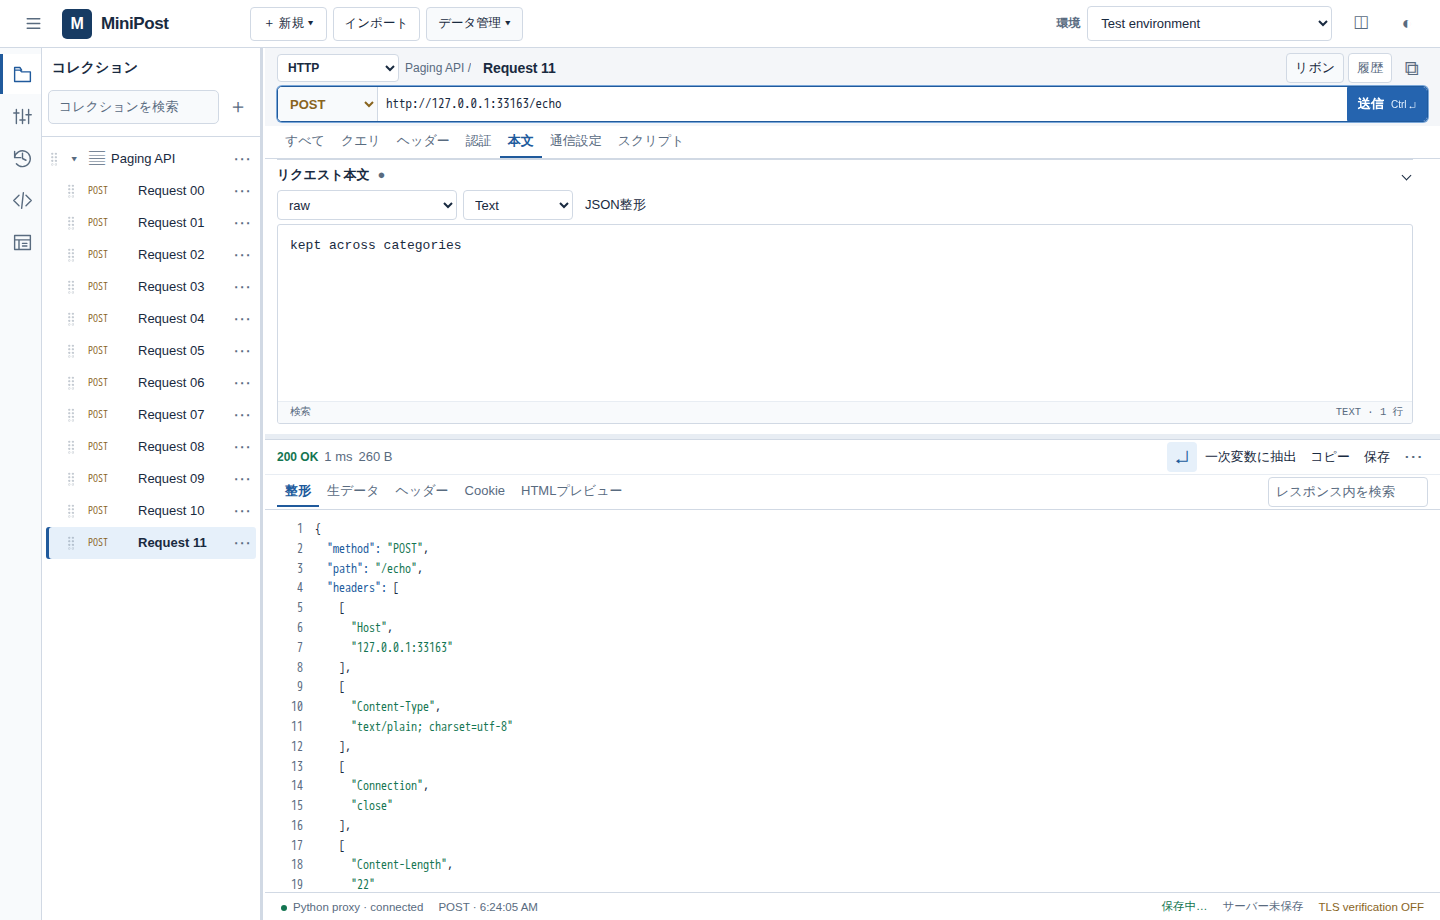 M MiniPost ＋ 新規 ▾ インポート データ管理 ▾ 環境 Test environment
コレクション
コレクションを検索 ＋
Paging API ···
POST Request 00 ···
POST Request 01 ···
POST Request 02 ···
POST Request 03 ···
POST Request 04 ···
POST Request 05 ···
POST Request 06 ···
POST Request 07 ···
POST Request 08 ···
POST Request 09 ···
POST Request 10 ···
POST Request 11 ···
HTTP Paging API / Request 11 リボン 履歴
POST http://127.0.0.1:33163/echo 送信 Ctrl ⏎
すべて クエリ ヘッダー 認証 本文 通信設定 スクリプト
リクエスト本文 ●
raw Text JSON整形
kept across categories
検索 TEXT · 1 行
200 OK 1 ms 260 B 一次変数に抽出 コピー 保存 ···
整形 生データ ヘッダー Cookie HTMLプレビュー レスポンス内を検索
1 {
2 "method": "POST",
3 "path": "/echo",
4 "headers": [
5 [
6 "Host",
7 "127.0.0.1:33163"
8 ],
9 [
10 "Content-Type",
11 "text/plain; charset=utf-8"
12 ],
13 [
14 "Connection",
15 "close"
16 ],
17 [
18 "Content-Length",
19 "22"
Python proxy · connected POST · 6:24:05 AM 保存中… サーバー未保存 TLS verification OFF